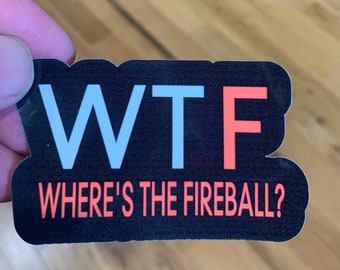 WTF
WHERE'S THE FIREBALL?